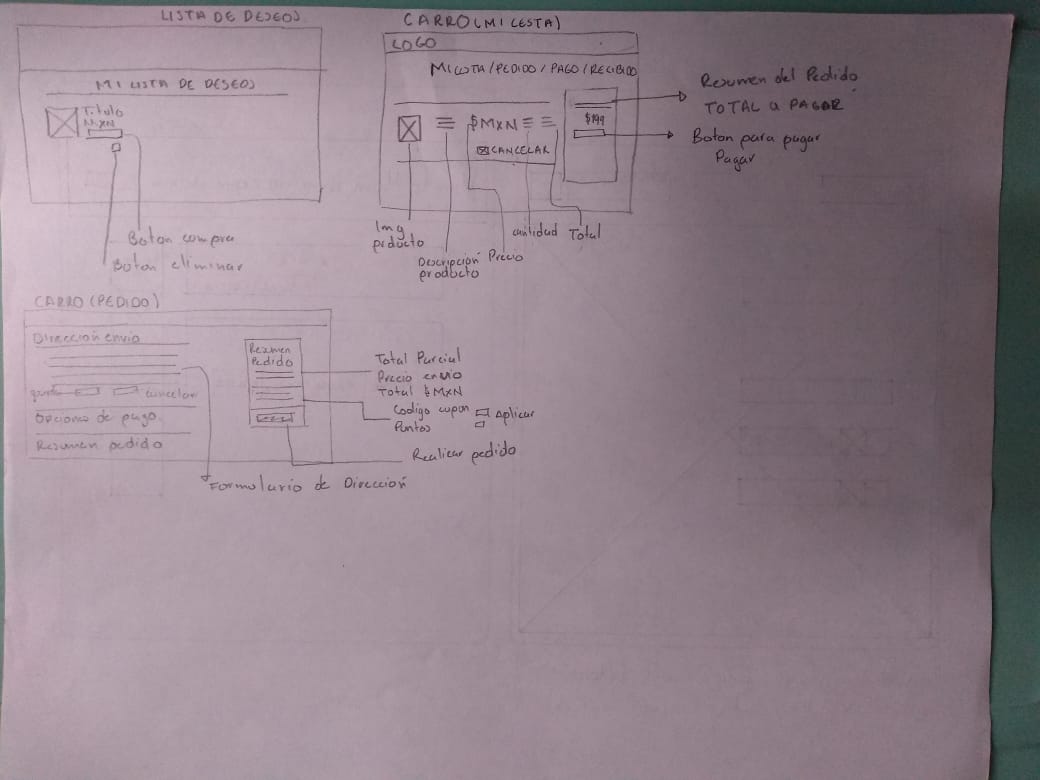 LISTA DE DESEOS
MI LISTA DE DESEOS
Titulo
MXN
Boton compra
Boton eliminar
CARRO (MI CESTA)
LOGO
MI CESTA / PEDIDO / PAGO / RECIBIDO
$MXN
CANCELAR
$199
Resumen del Pedido
TOTAL a PAGAR
Boton para pagar
Pagar
Img
producto
Descripción
producto
Precio
cantidad
Total
CARRO (PEDIDO)
Direccion envio
cancelar
Opciones de pago
Resumen pedido
Resumen
Pedido
Total Parcial
Precio envio
Total $MXN
Codigo cupon Aplicar
Puntos
Realizar pedido
Formulario de Dirección